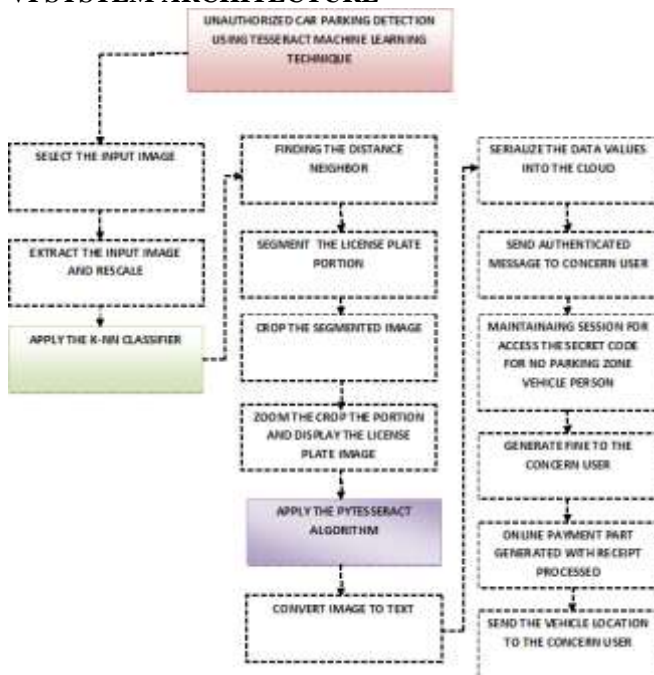 V. SYSTEM ARCHITECTURE
UNAUTHORIZED CAR PARKING DETECTION
USING TESSERACT MACHINE LEARNING
TECHNIQUE
SELECT THE INPUT IMAGE
EXTRACT THE INPUT IMAGE
AND RESCALE
APPLY THE K-NN CLASSIFIER
FINDING THE DISTANCE
NEIGHBOR
SEGMENT THE LICENSE PLATE
PORTION
CROP THE SEGMENTED IMAGE
ZOOM THE CROP THE PORTION
AND DISPLAY THE LICENSE
PLATE IMAGE
APPLY THE PYTESSERACT
ALGORITHM
CONVERT IMAGE TO TEXT
SERIALIZE THE DATA VALUES
INTO THE CLOUD
SEND AUTHENTICATED
MESSAGE TO CONCERN USER
MAINTAINAING SESSION FOR
ACCESS THE SECRET CODE
FOR NO PARKING ZONE
VEHICLE PERSON
GENERATE FINE TO THE
CONCERN USER
ONLINE PAYMENT PART
GENERATED WITH RECEIPT
PROCESSED
SEND THE VEHICLE LOCATION
TO THE CONCERN USER